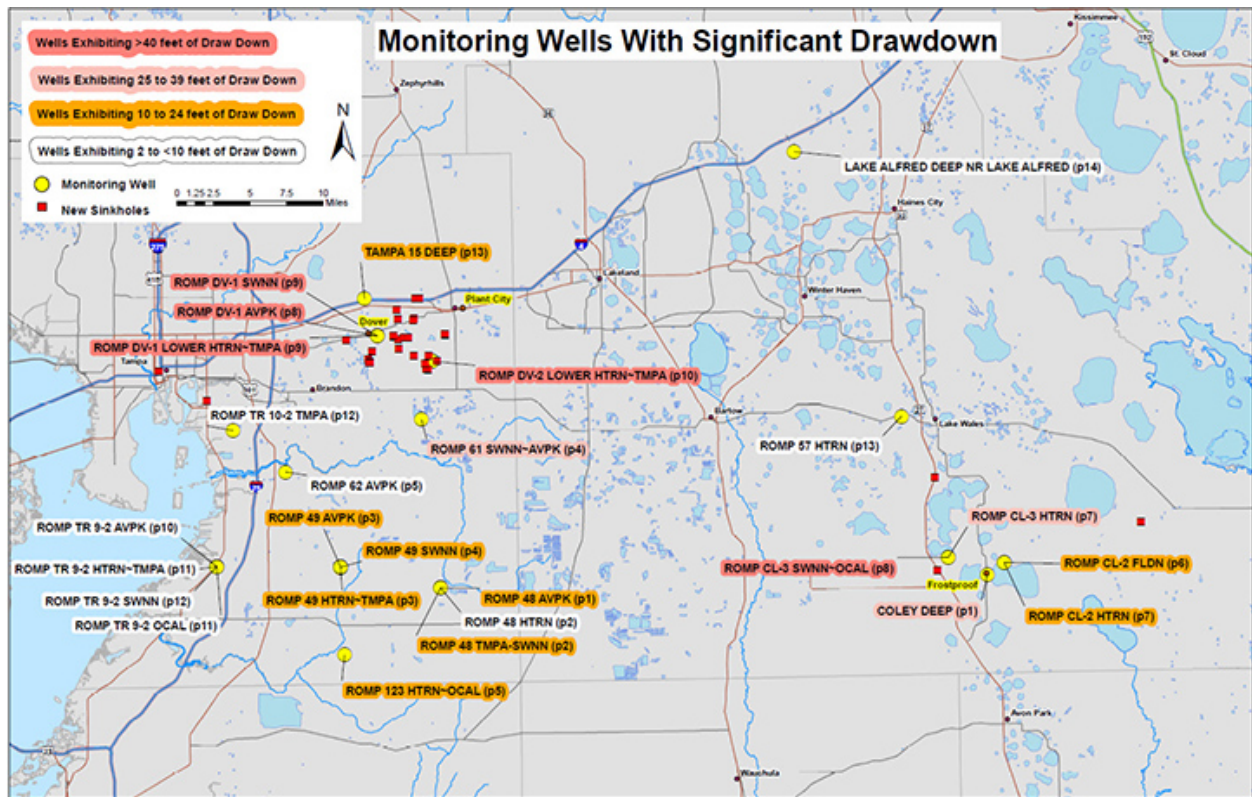 Monitoring Wells With Significant Drawdown
Wells Exhibiting >40 feet of Draw Down
Wells Exhibiting 25 to 39 feet of Draw Down
Wells Exhibiting 10 to 24 feet of Draw Down
Wells Exhibiting 2 to <10 feet of Draw Down
N
Monitoring Well
New Sinkholes
0 1.25 2.5 5 7.5 10
Miles
Kissimmee
St. Cloud
Zephyrhills
LAKE ALFRED DEEP NR LAKE ALFRED (p14)
Haines City
275
TAMPA 15 DEEP (p13)
4
Lakeland
ROMP DV-1 SWNN (p9)
Plant City
Winter Haven
ROMP DV-1 AVPK (p8)
Dover
ROMP DV-1 LOWER HTRN~TMPA (p9)
Tampa
ROMP DV-2 LOWER HTRN~TMPA (p10)
Brandon
ROMP TR 10-2 TMPA (p12)
Bartow
Lake Wales
ROMP 57 HTRN (p13)
ROMP 61 SWNN~AVPK (p4)
ROMP 62 AVPK (p5)
75
ROMP TR 9-2 AVPK (p10)
ROMP 49 AVPK (p3)
ROMP CL-3 HTRN (p7)
ROMP 49 SWNN (p4)
ROMP TR 9-2 HTRN~TMPA (p11)
ROMP CL-3 SWNN~OCAL (p8)
ROMP CL-2 FLDN (p6)
Frostproof
ROMP TR 9-2 SWNN (p12)
ROMP 49 HTRN~TMPA (p3)
ROMP 48 AVPK (p1)
COLEY DEEP (p1)
ROMP CL-2 HTRN (p7)
ROMP TR 9-2 OCAL (p11)
ROMP 48 HTRN (p2)
ROMP 48 TMPA-SWNN (p2)
ROMP 123 HTRN~OCAL (p5)
Avon Park
Wauchula